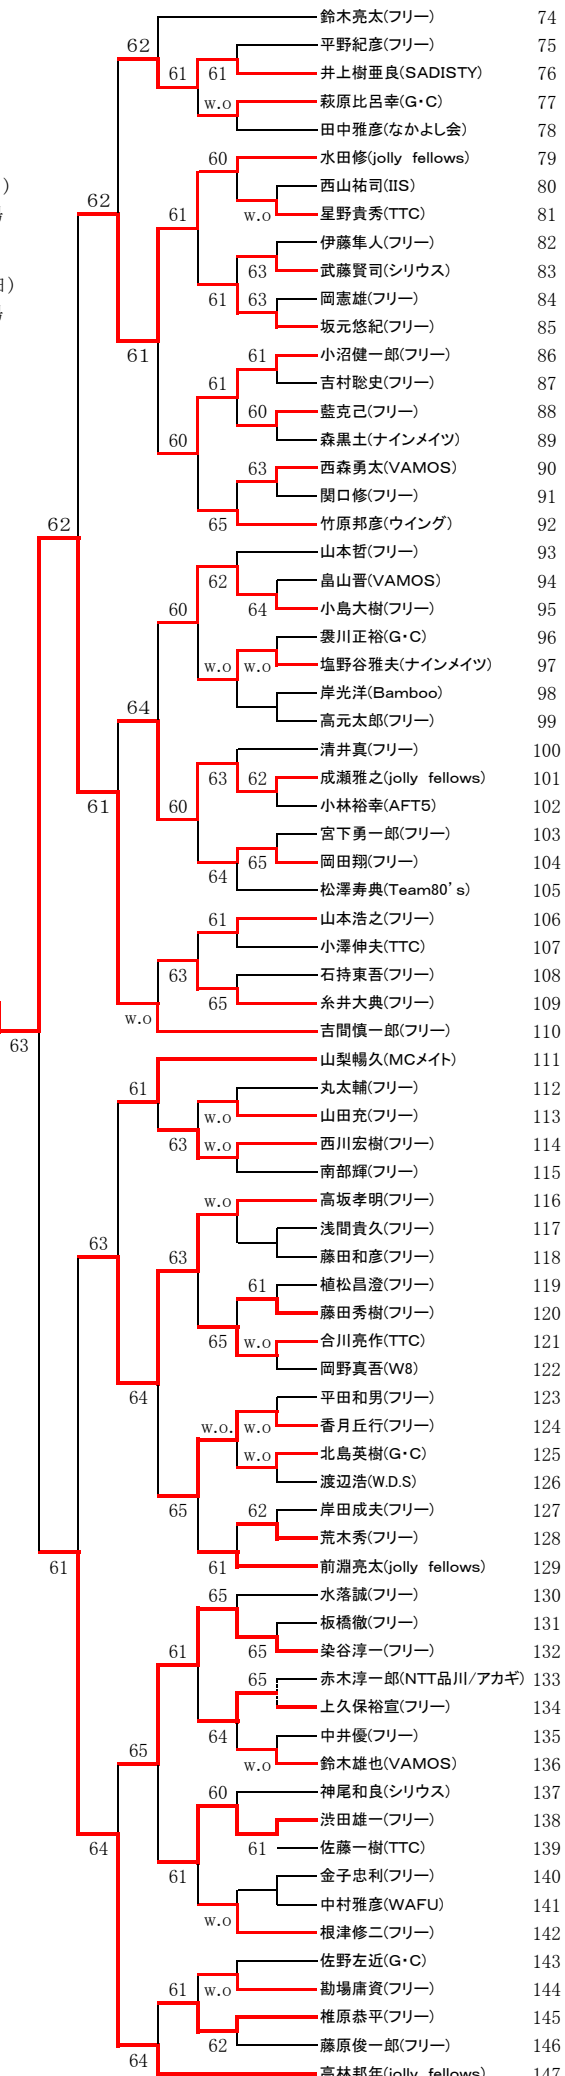 鈴木亮太(フリー) 74
62
平野紀彦(フリー) 75
61 61
井上樹亜良(SADISTY) 76
w.o
萩原比呂幸(G・C) 77
田中雅彦(なかよし会) 78
60
水田修(jolly fellows) 79
)
西山祐司(IIS) 80
62
61 w.o
星野貴秀(TTC) 81
伊藤隼人(フリー) 82
63
武藤賢司(シリウス) 83
)
61 63
岡憲雄(フリー) 84
坂元悠紀(フリー) 85
61 61
小沼健一郎(フリー) 86
61
吉村聡史(フリー) 87
60
藍克己(フリー) 88
60
森黒土(ナインメイツ) 89
63
西森勇太(VAMOS) 90
関口修(フリー) 91
62 65
竹原邦彦(ウイング) 92
山本哲(フリー) 93
62
畠山晋(VAMOS) 94
60 64
小島大樹(フリー) 95
袰川正裕(G・C) 96
w.o w.o
塩野谷雅夫(ナインメイツ) 97
岸光洋(Bamboo) 98
64
高元太郎(フリー) 99
清井真(フリー) 100
63 62
成瀬雅之(jolly fellows) 101
61 60
小林裕幸(AFT5) 102
宮下勇一郎(フリー) 103
65
岡田翔(フリー) 104
64
松澤寿典(Team80's) 105
61
山本浩之(フリー) 106
小澤伸夫(TTC) 107
63
石持東吾(フリー) 108
65
糸井大典(フリー) 109
w.o
吉間慎一郎(フリー) 110
63
山梨暢久(MCメイト) 111
61
丸太輔(フリー) 112
w.o
山田充(フリー) 113
63 w.o
西川宏樹(フリー) 114
南部輝(フリー) 115
w.o
高坂孝明(フリー) 116
浅間貴久(フリー) 117
63 63
藤田和彦(フリー) 118
61
植松昌澄(フリー) 119
藤田秀樹(フリー) 120
65 w.o
合川亮作(TTC) 121
岡野真吾(W8) 122
64
平田和男(フリー) 123
w.o. w.o
香月丘行(フリー) 124
w.o
北島英樹(G・C) 125
渡辺浩(W.D.S) 126
65 62
岸田成夫(フリー) 127
荒木秀(フリー) 128
61 61
前淵亮太(jolly fellows) 129
65
水落誠(フリー) 130
板橋徹(フリー) 131
61 65
染谷淳一(フリー) 132
65
赤木淳一郎(NTT品川/アカギ) 133
上久保裕宣(フリー) 134
64
中井優(フリー) 135
65 w.o
鈴木雄也(VAMOS) 136
60
神尾和良(シリウス) 137
渋田雄一(フリー) 138
64 61
佐藤一樹(TTC) 139
61
金子忠利(フリー) 140
中村雅彦(WAFU) 141
w.o
根津修二(フリー) 142
佐野左近(G・C) 143
61 w.o
勘場庸資(フリー) 144
椎原恭平(フリー) 145
62
藤原俊一郎(フリー) 146
64
高林邦年(jolly fellows) 147